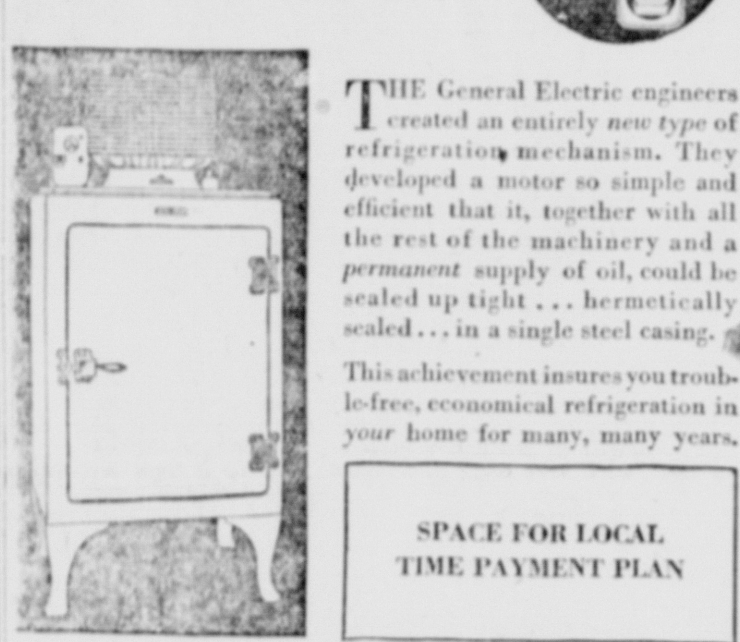 THE General Electric engineers
created an entirely new type of
refrigeration mechanism. They
developed a motor so simple and
efficient that it, together with all
the rest of the machinery and a
permanent supply of oil, could be
sealed up tight ... hermetically
sealed ... in a single steel casing.
This achievement insures you troub-
le-free, economical refrigeration in
your home for many, many years.
SPACE FOR LOCAL
TIME PAYMENT PLAN